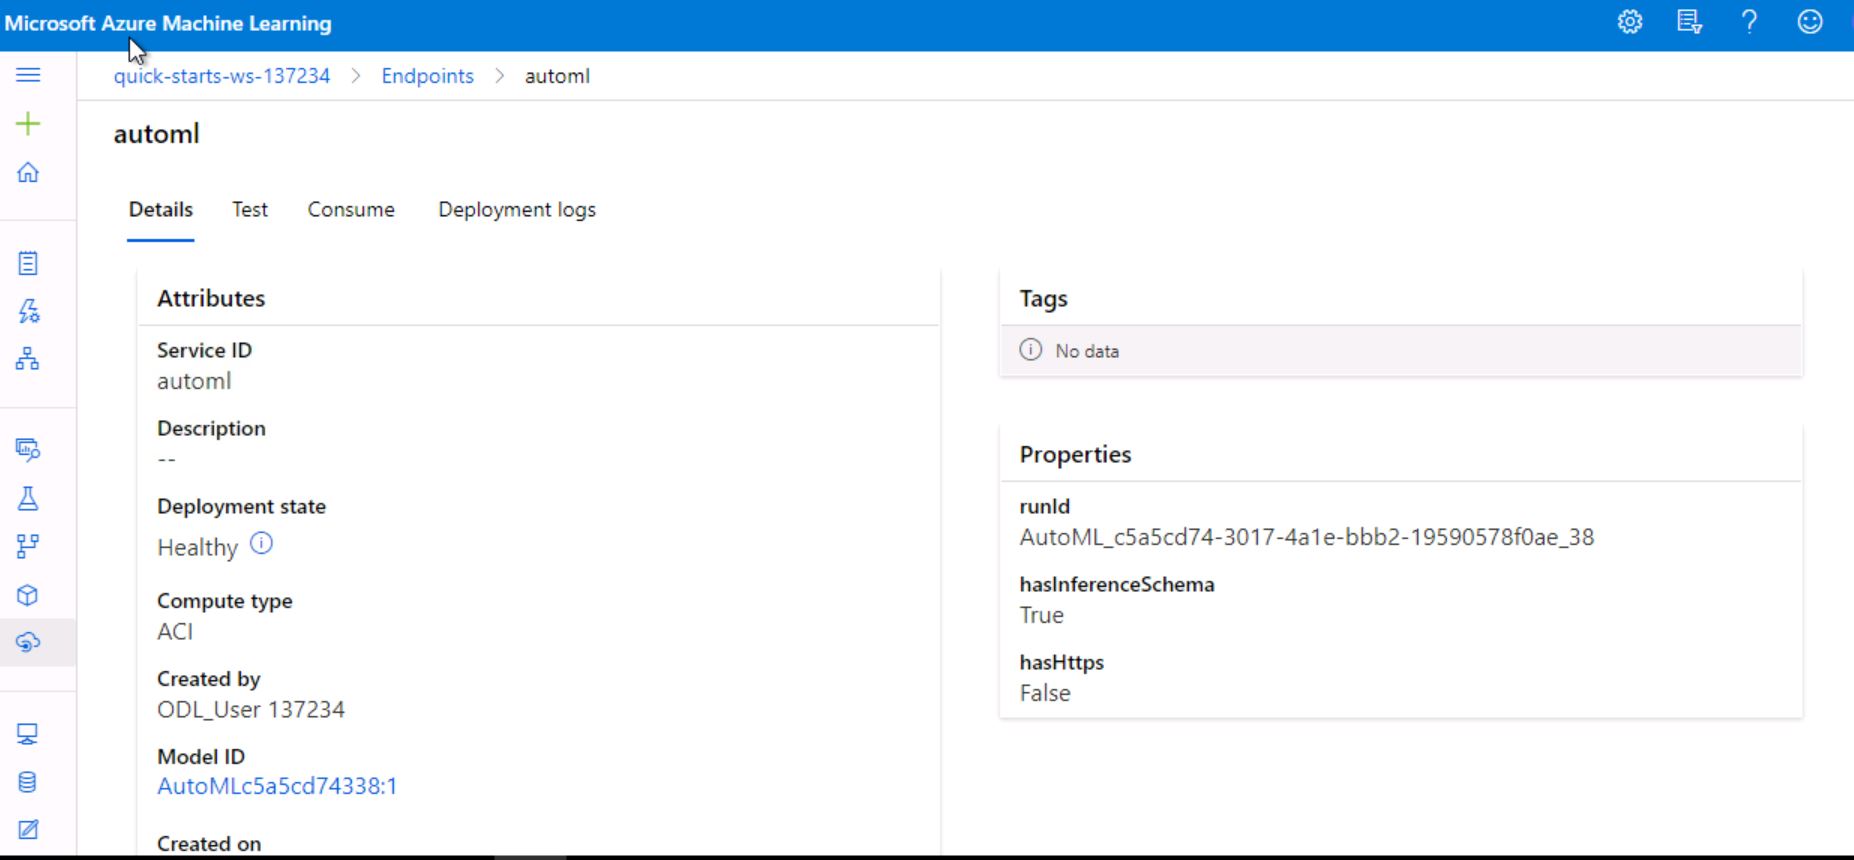 Microsoft Azure Machine Learning
quick-starts-ws-137234 > Endpoints > automl
automl
Details Test Consume Deployment logs
Attributes
Service ID
automl
Description
--
Deployment state
Healthy
Compute type
ACI
Created by
ODL_User 137234
Model ID
AutoMLc5a5cd74338:1
Created on
Tags
No data
Properties
runId
AutoML_c5a5cd74-3017-4a1e-bbb2-19590578f0ae_38
hasInferenceSchema
True
hasHttps
False